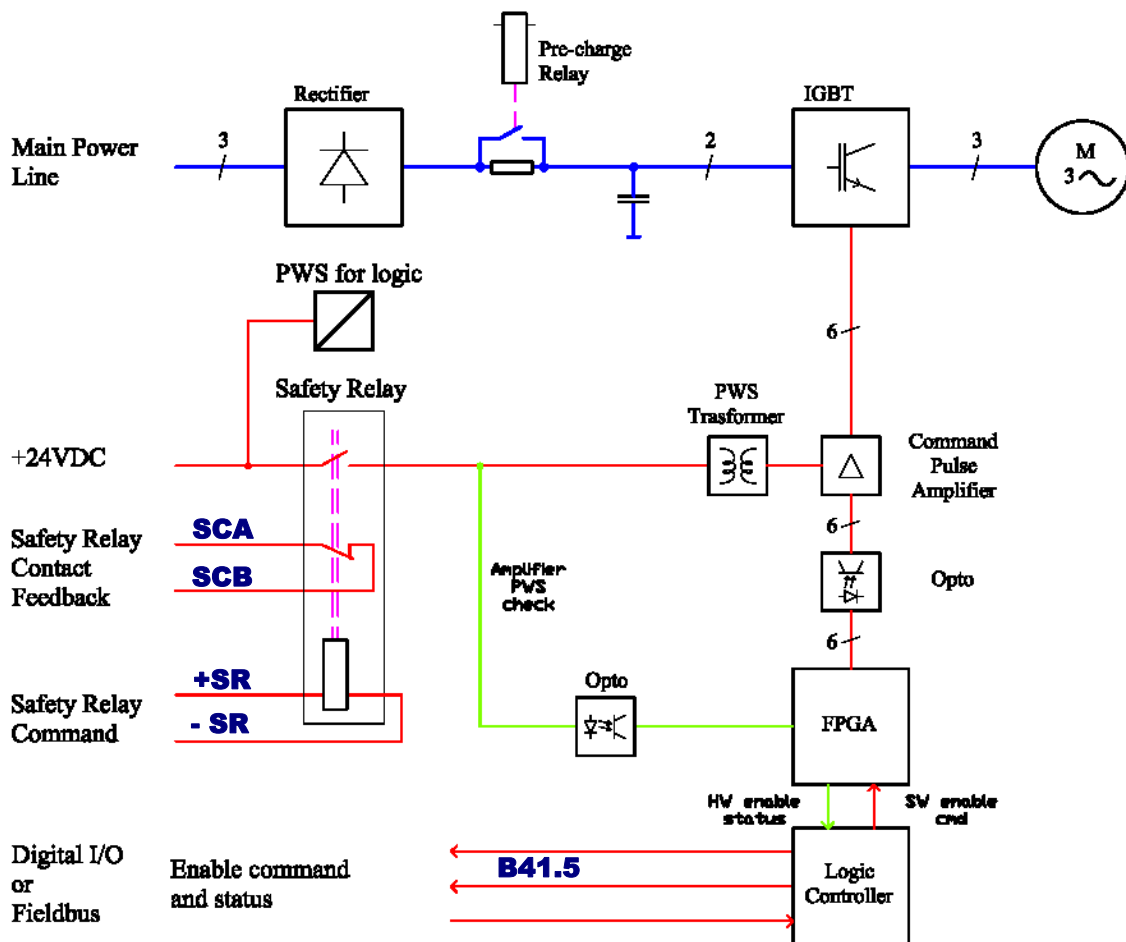 Pre-charge
Relay
Rectifier
IGBT
Main Power
Line
3
2
3
M
3
PWS for logic
6
Safety Relay
PWS
Trasformer
+24VDC
Command
Pulse
Amplifier
Safety Relay
Contact
Feedback
SCA
SCB
6
Amplifier
PWS
check
Opto
6
+SR
- SR
Safety Relay
Command
Opto
FPGA
HW enable
status
SW enable
cmd
Digital I/O
or
Fieldbus
Enable command
and status
B41.5
Logic
Controller